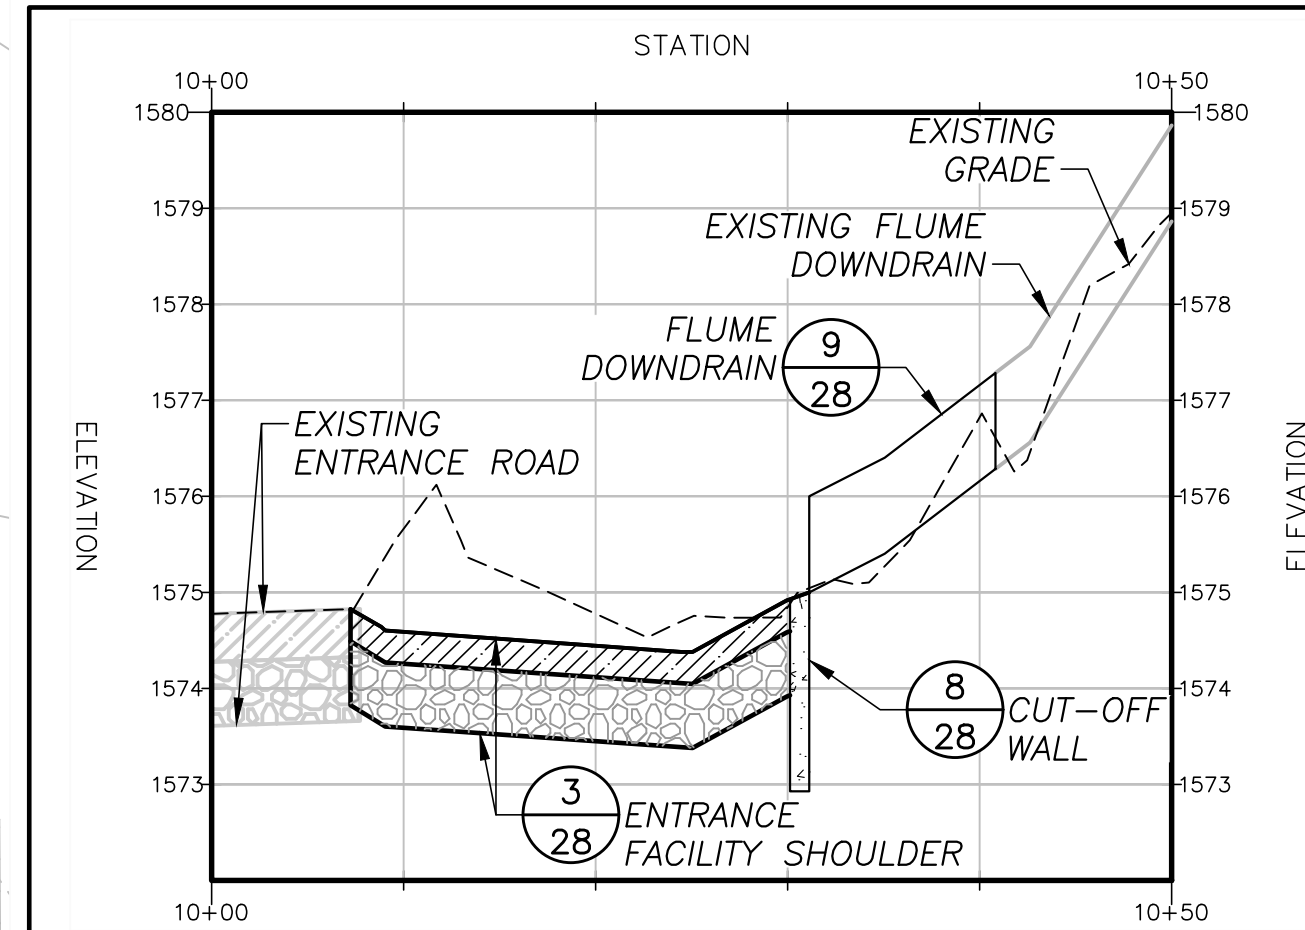 STATION
10+00
10+50
1580
1580
EXISTING
GRADE
1579
1579
EXISTING FLUME
DOWNDRAIN
1578
1578
FLUME
DOWNDRAIN
9
28
1577
1577
EXISTING
ENTRANCE ROAD
ELEVATION
ELEVATION
1576
1576
1575
1575
1574
1574
8
28
CUT-OFF
WALL
1573
1573
3
28
ENTRANCE
FACILITY SHOULDER
10+00
10+50